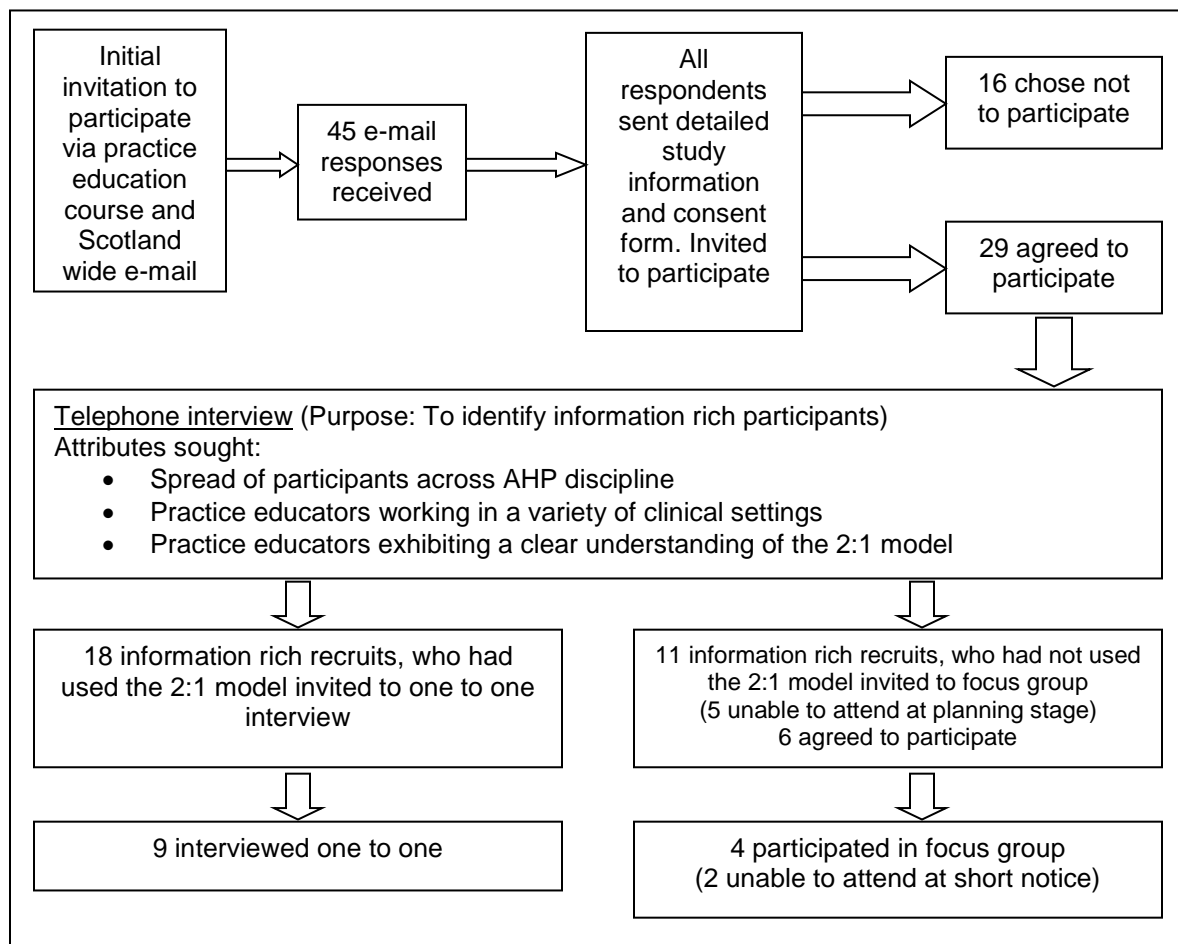 Initial
invitation to
participate
via practice
education
course and
Scotland
wide e-mail
45 e-mail
responses
received
All
respondents
sent detailed
study
information
and consent
form. Invited
to participate
16 chose not
to participate
29 agreed to
participate
Telephone interview (Purpose: To identify information rich participants)
Attributes sought:
• Spread of participants across AHP discipline
• Practice educators working in a variety of clinical settings
• Practice educators exhibiting a clear understanding of the 2:1 model
18 information rich recruits, who had
used the 2:1 model invited to one to one
interview
11 information rich recruits, who had not used
the 2:1 model invited to focus group
(5 unable to attend at planning stage)
6 agreed to participate
9 interviewed one to one
4 participated in focus group
(2 unable to attend at short notice)